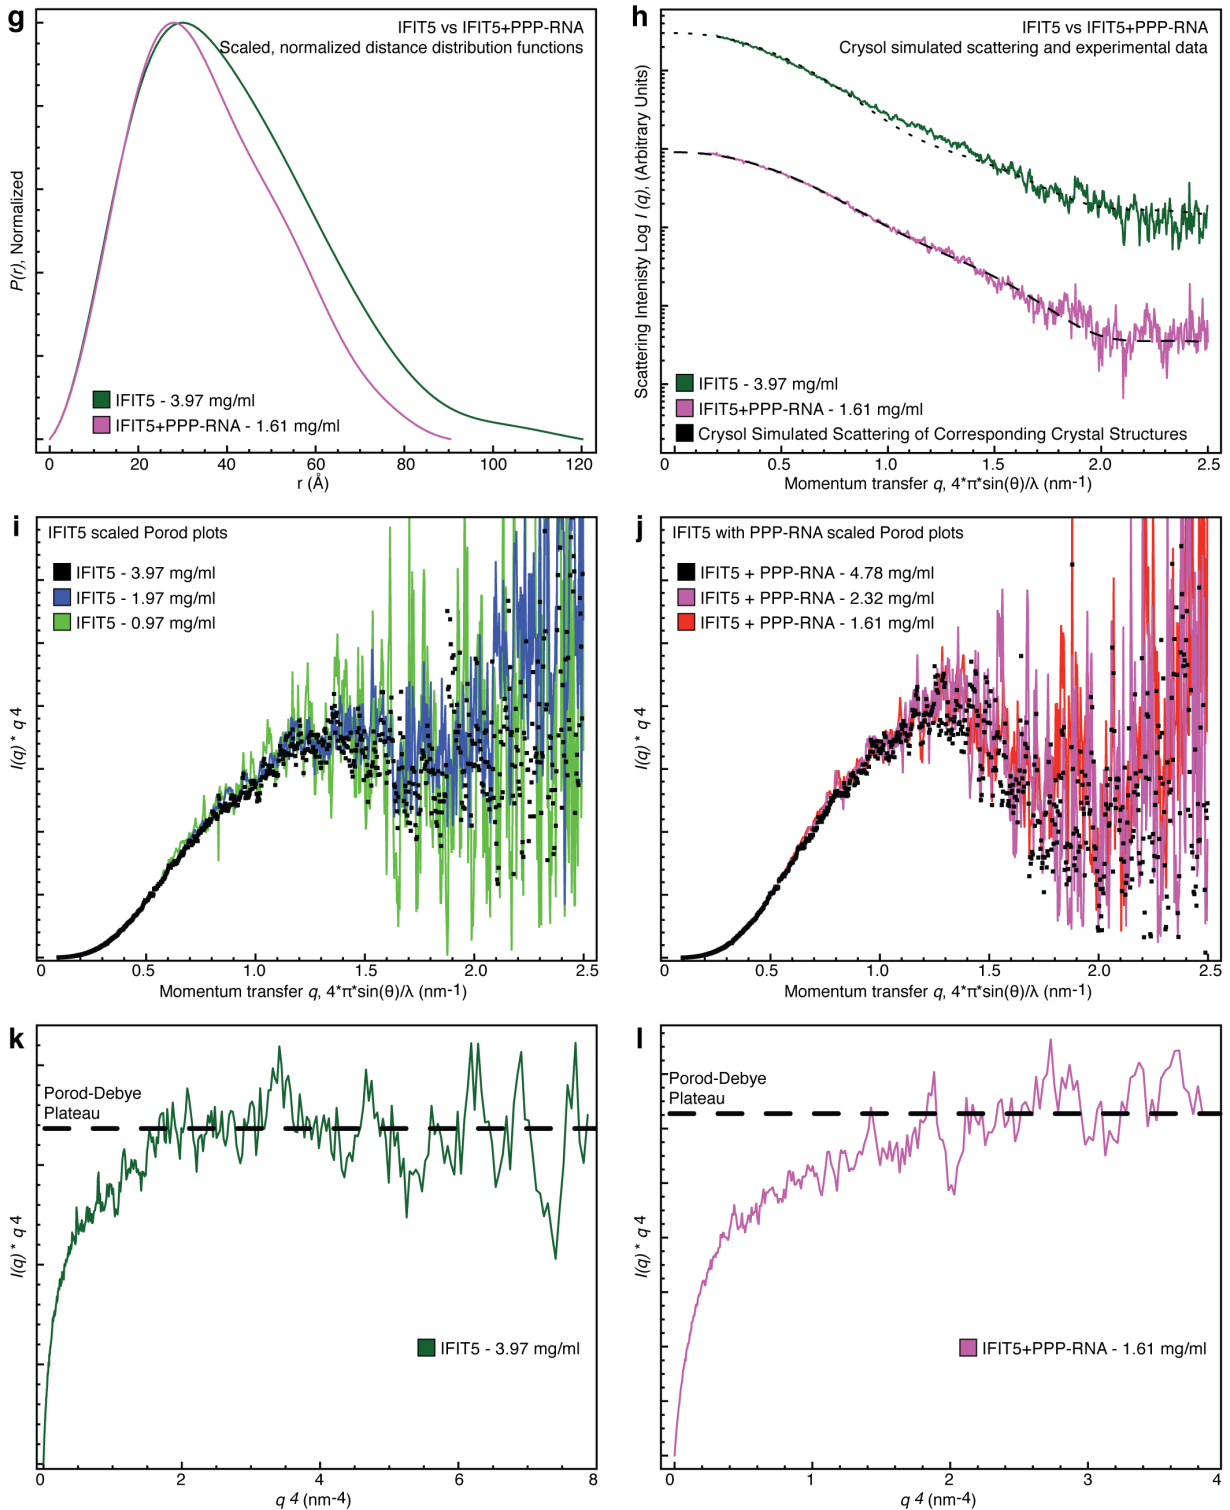 g
IFIT5 vs IFIT5+PPP-RNA
Scaled, normalized distance distribution functions
P(r), Normalized
IFIT5 - 3.97 mg/ml
IFIT5+PPP-RNA - 1.61 mg/ml
0 20 40 60 80 100 120
r (Å)
h
IFIT5 vs IFIT5+PPP-RNA
Crysol simulated scattering and experimental data
Scattering Intenisty Log I (q), (Arbitrary Units)
IFIT5 - 3.97 mg/ml
IFIT5+PPP-RNA - 1.61 mg/ml
Crysol Simulated Scattering of Corresponding Crystal Structures
0 0.5 1.0 1.5 2.0 2.5
Momentum transfer q, 4*π*sin(θ)/λ (nm-1)
i
IFIT5 scaled Porod plots
IFIT5 - 3.97 mg/ml
IFIT5 - 1.97 mg/ml
IFIT5 - 0.97 mg/ml
I(q) * q 4
0 0.5 1.0 1.5 2.0 2.5
Momentum transfer q, 4*π*sin(θ)/λ (nm-1)
j
IFIT5 with PPP-RNA scaled Porod plots
IFIT5 + PPP-RNA - 4.78 mg/ml
IFIT5 + PPP-RNA - 2.32 mg/ml
IFIT5 + PPP-RNA - 1.61 mg/ml
I(q) * q 4
0 0.5 1.0 1.5 2.0 2.5
Momentum transfer q, 4*π*sin(θ)/λ (nm-1)
k
Porod-Debye
Plateau
I(q) * q 4
IFIT5 - 3.97 mg/ml
0 2 4 6 8
q 4 (nm-4)
l
Porod-Debye
Plateau
I(q) * q 4
IFIT5+PPP-RNA - 1.61 mg/ml
0 1 2 3 4
q 4 (nm-4)